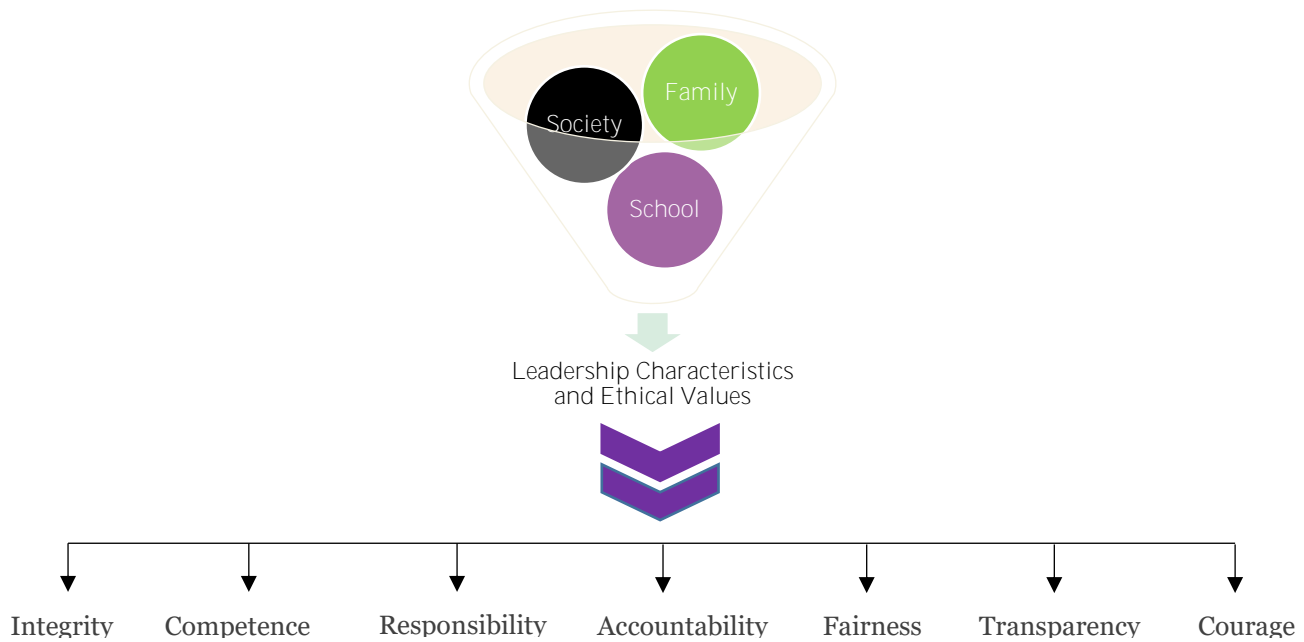 Family
Society
School
Leadership Characteristics
and Ethical Values
Integrity Competence Responsibility Accountability Fairness Transparency Courage